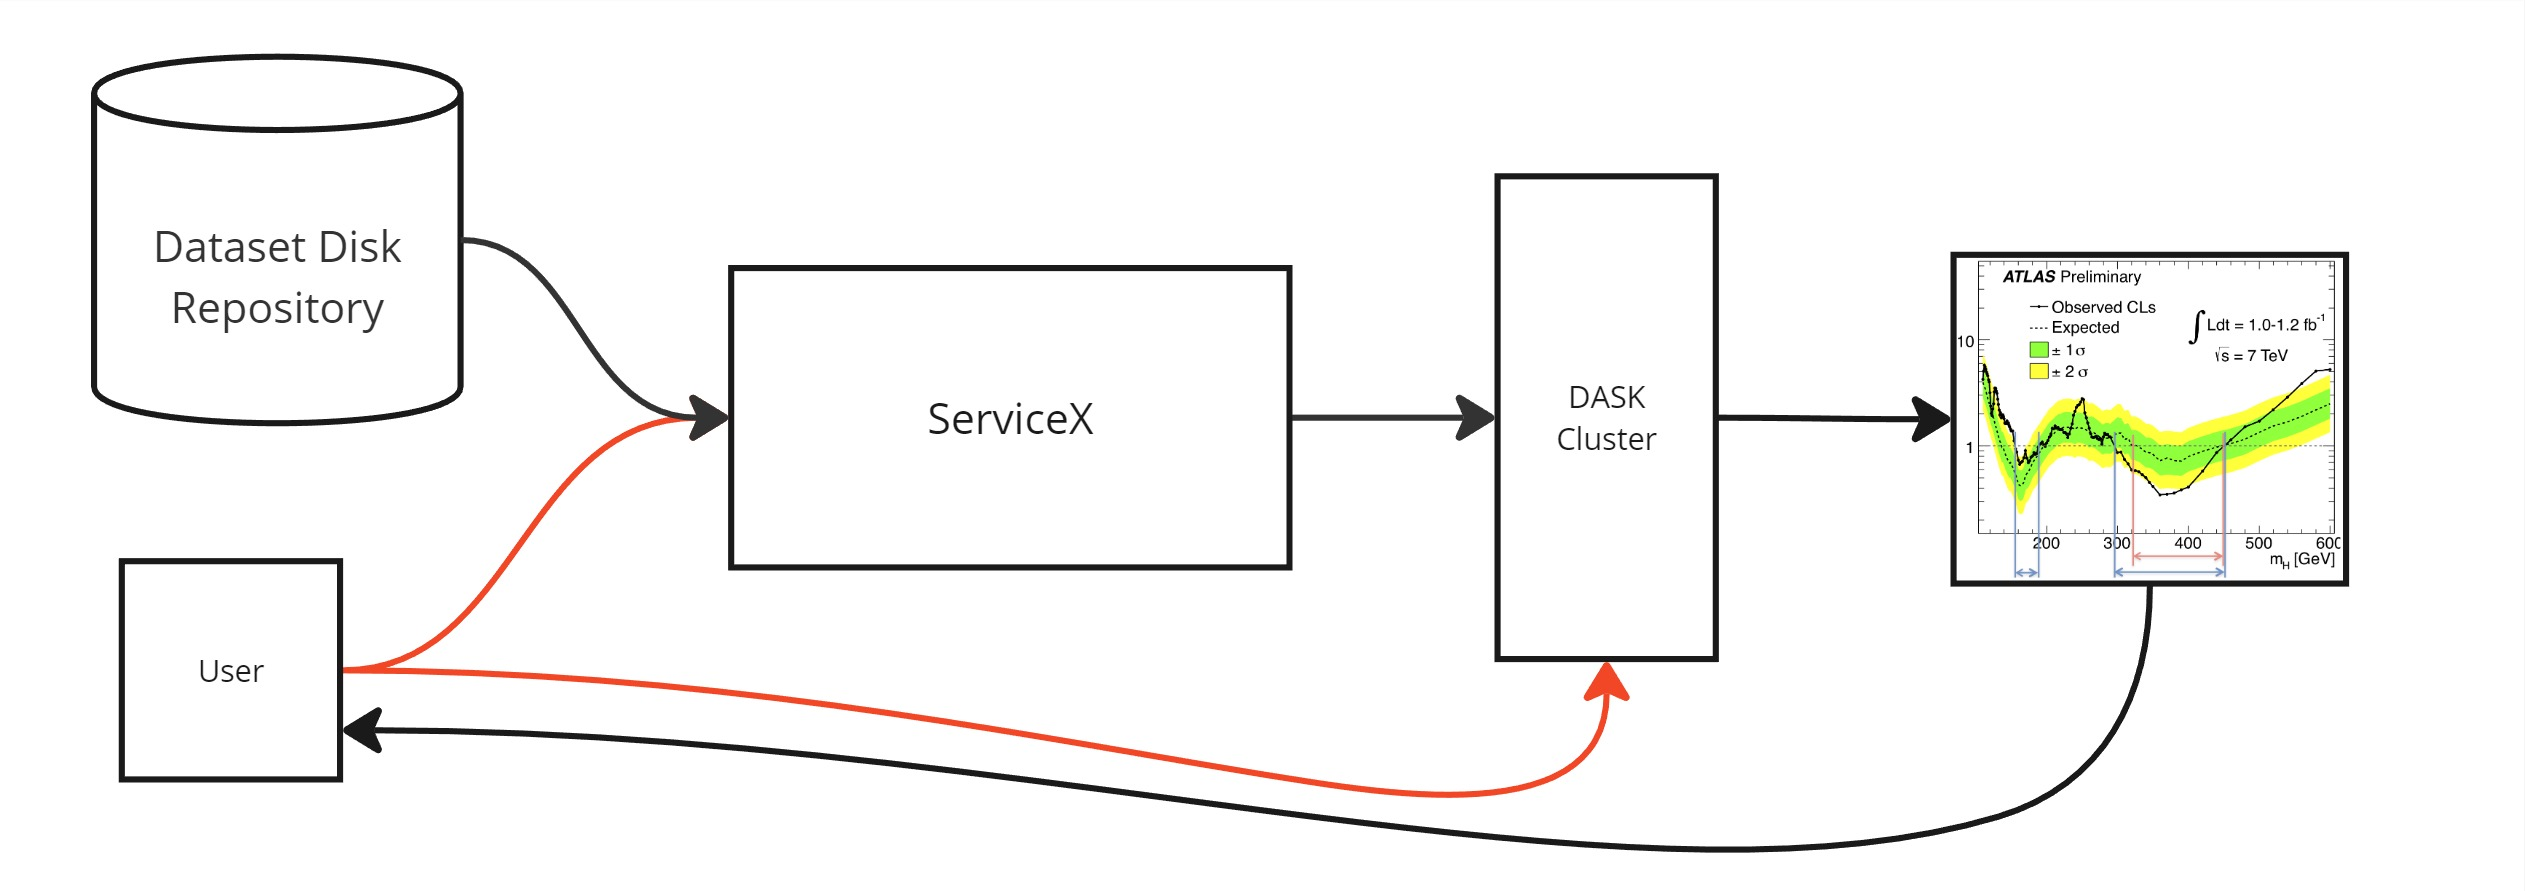 Dataset Disk
Repository
User
ServiceX
DASK
Cluster
ATLAS Preliminary
Observed CLs
Expected
± 1σ
± 2 σ
∫ Ldt = 1.0-1.2 fb⁻¹
√s = 7 TeV
10
1
200 300 400 500 600
m_H [GeV]